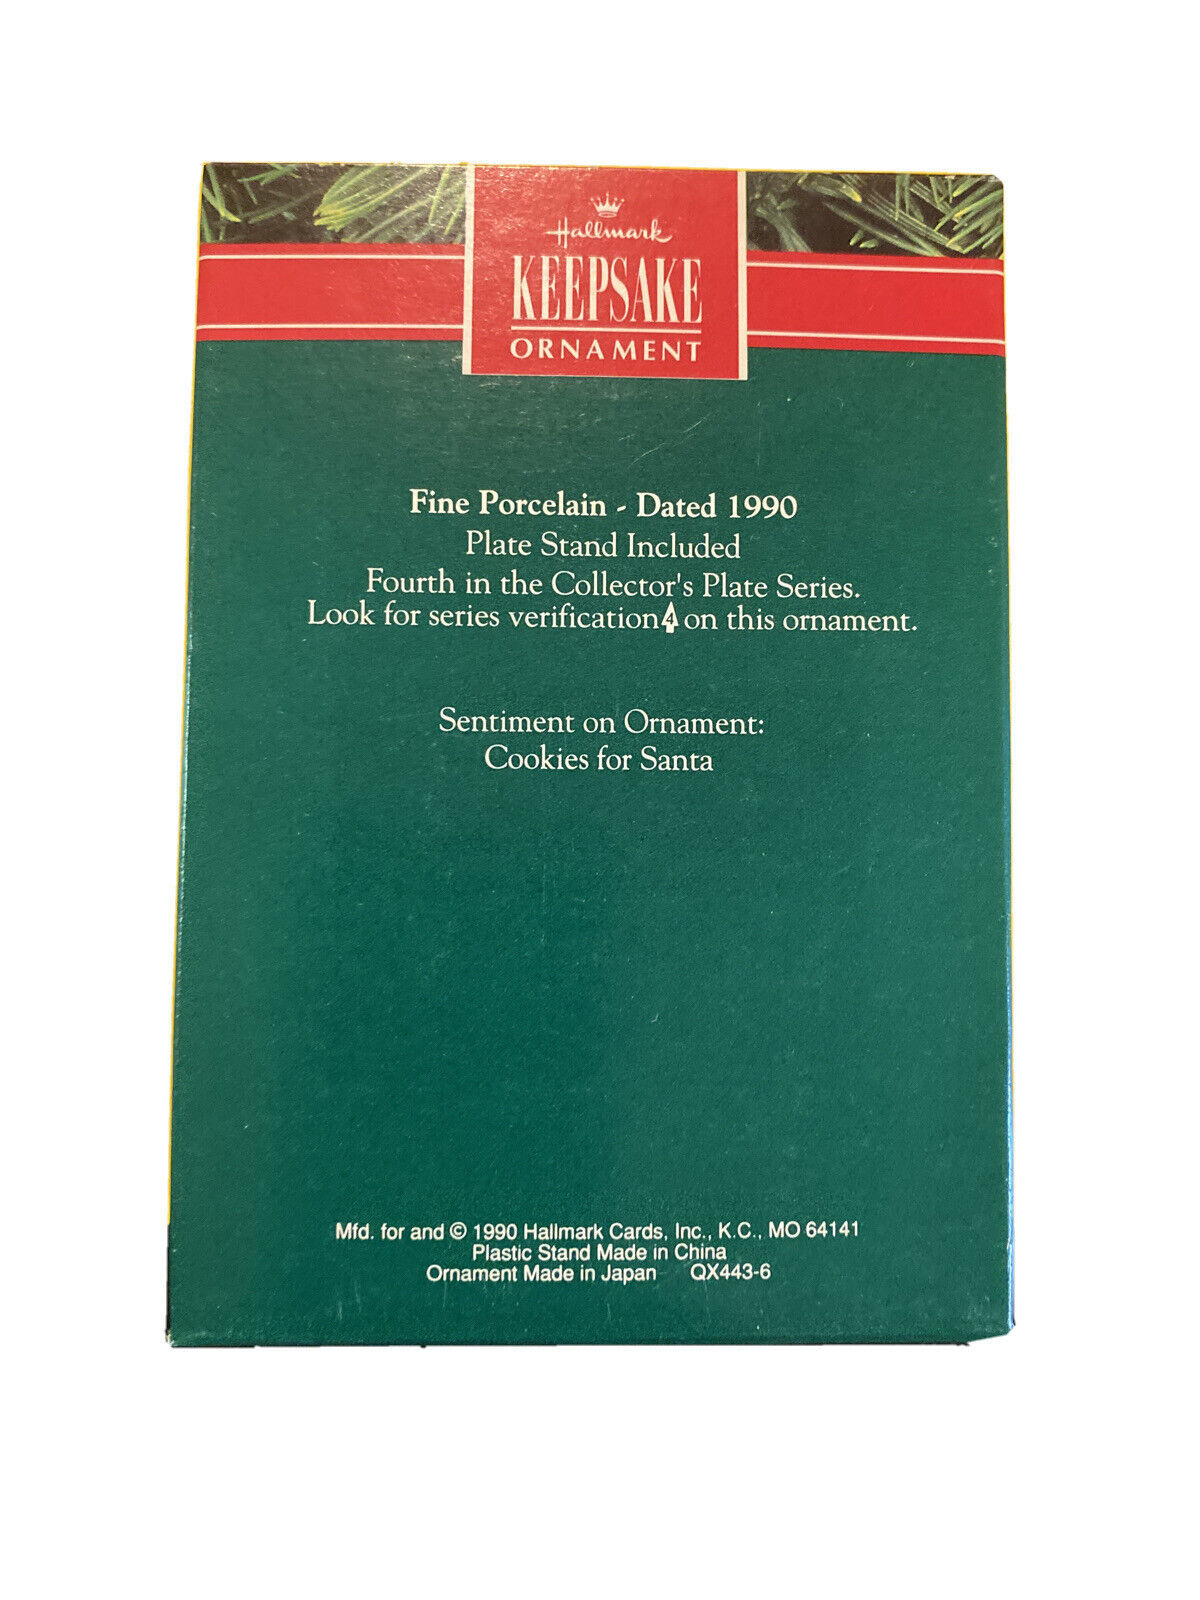 Hallmark
KEEPSAKE
ORNAMENT
Fine Porcelain - Dated 1990
Plate Stand Included
Fourth in the Collector's Plate Series.
Look for series verification 4 on this ornament.
Sentiment on Ornament:
Cookies for Santa
Mfd. for and © 1990 Hallmark Cards, Inc., K.C., MO 64141
Plastic Stand Made in China
Ornament Made in Japan QX443-6